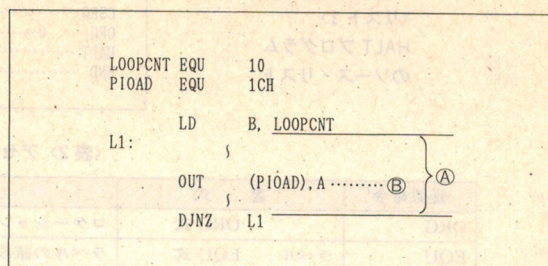 LOOPCNT EQU 10
PIOAD EQU 1CH
LD B, LOOPCNT
L1:
OUT (PIOAD), A ……… Ⓑ
Ⓐ
DJNZ L1